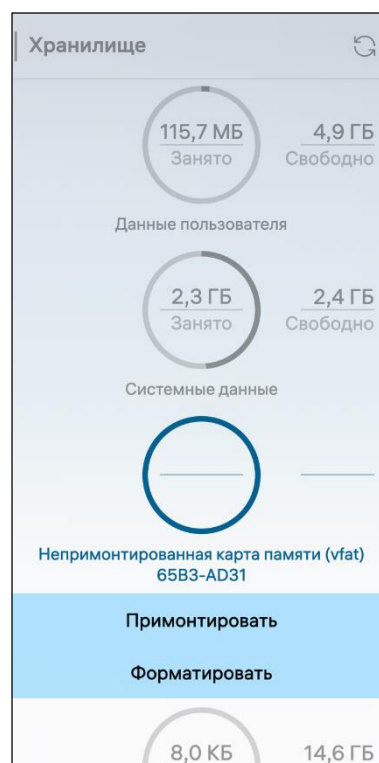 Хранилище
115,7 МБ 4,9 ГБ
Занято Свободно
Данные пользователя
2,3 ГБ 2,4 ГБ
Занято Свободно
Системные данные
Непримонтированная карта памяти (vfat)
65B3-AD31
Примонтировать
Форматировать
8,0 КБ 14,6 ГБ